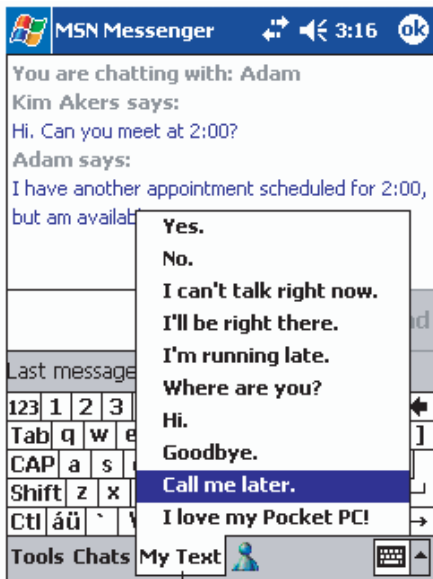 MSN Messenger 3:16 ok
You are chatting with: Adam
Kim Akers says:
Hi. Can you meet at 2:00?
Adam says:
I have another appointment scheduled for 2:00,
but am
Yes.
No.
I can't talk right now.
I'll be right there.
I'm running late.
Where are you?
Hi.
Goodbye.
Call me later.
I love my Pocket PC!
Last message
123 1 2 3
Tab q w e ]
CAP a s
Shift z x
Ctl áü `
Tools Chats My Text